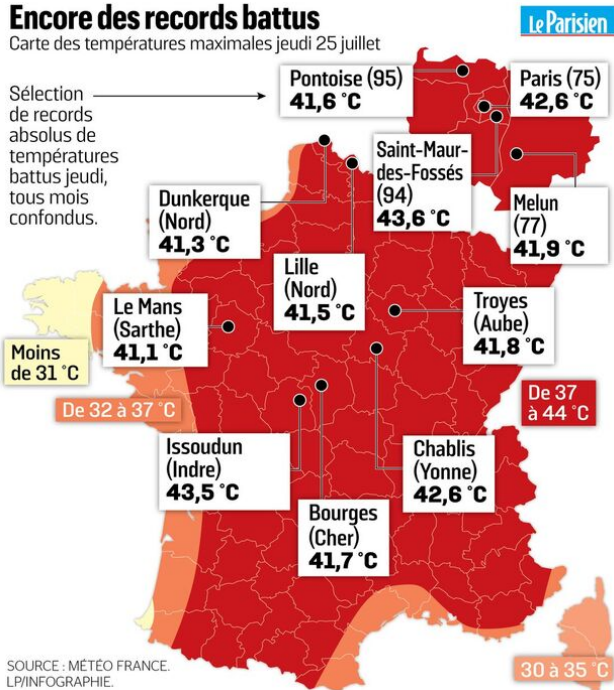 Encore des records battus
Le Parisien
Carte des températures maximales jeudi 25 juillet
Sélection
de records
absolus de
températures
battus jeudi,
tous mois
confondus.
Pontoise (95)
41,6 °C
Paris (75)
42,6 °C
Saint-Maur-
des-Fossés
(94)
43,6 °C
Melun
(77)
41,9 °C
Dunkerque
(Nord)
41,3 °C
Lille
(Nord)
41,5 °C
Le Mans
(Sarthe)
41,1 °C
Troyes
(Aube)
41,8 °C
Moins
de 31 °C
De 32 à 37 °C
De 37
à 44 °C
Issoudun
(Indre)
43,5 °C
Chablis
(Yonne)
42,6 °C
Bourges
(Cher)
41,7 °C
30 à 35 °C
SOURCE : MÉTÉO FRANCE.
LP/INFOGRAPHIE.